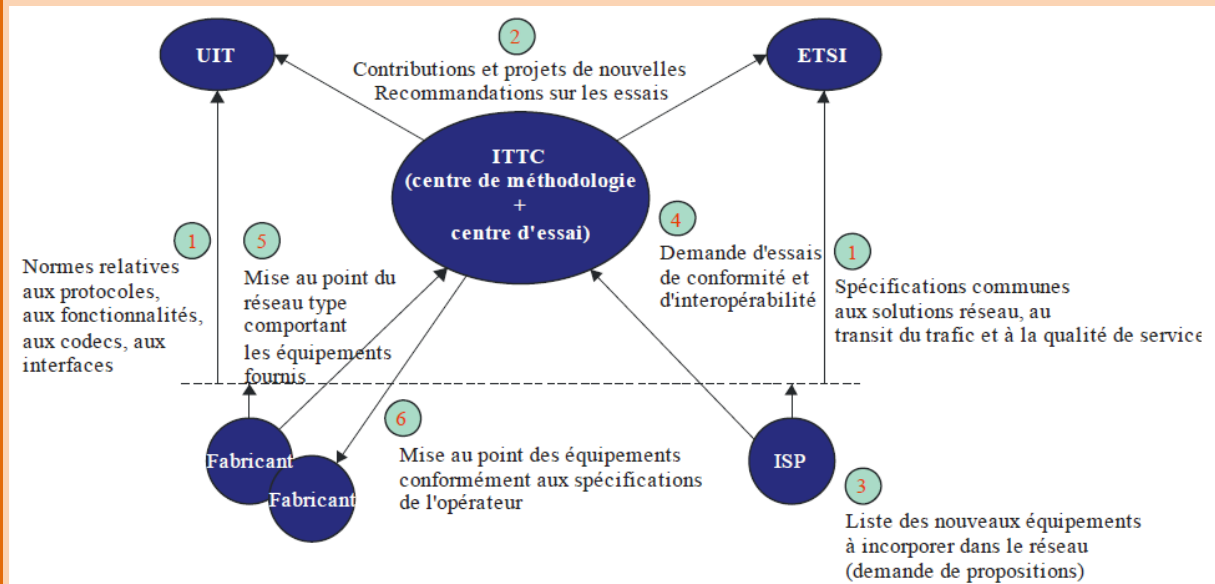 UIT
2
Contributions et projets de nouvelles
Recommandations sur les essais
ETSI
ITTC
(centre de méthodologie
+
centre d'essai)
1
Normes relatives
aux protocoles,
aux fonctionnalités,
aux codecs, aux
interfaces
5
Mise au point du
réseau type
comportant
les équipements
fournis
4
Demande d'essais
de conformité et
d'interopérabilité
1
Spécifications communes
aux solutions réseau, au
transit du trafic et à la qualité de service
Fabricant
Fabricant
6
Mise au point des équipements
conformément aux spécifications
de l'opérateur
ISP
3
Liste des nouveaux équipements
à incorporer dans le réseau
(demande de propositions)